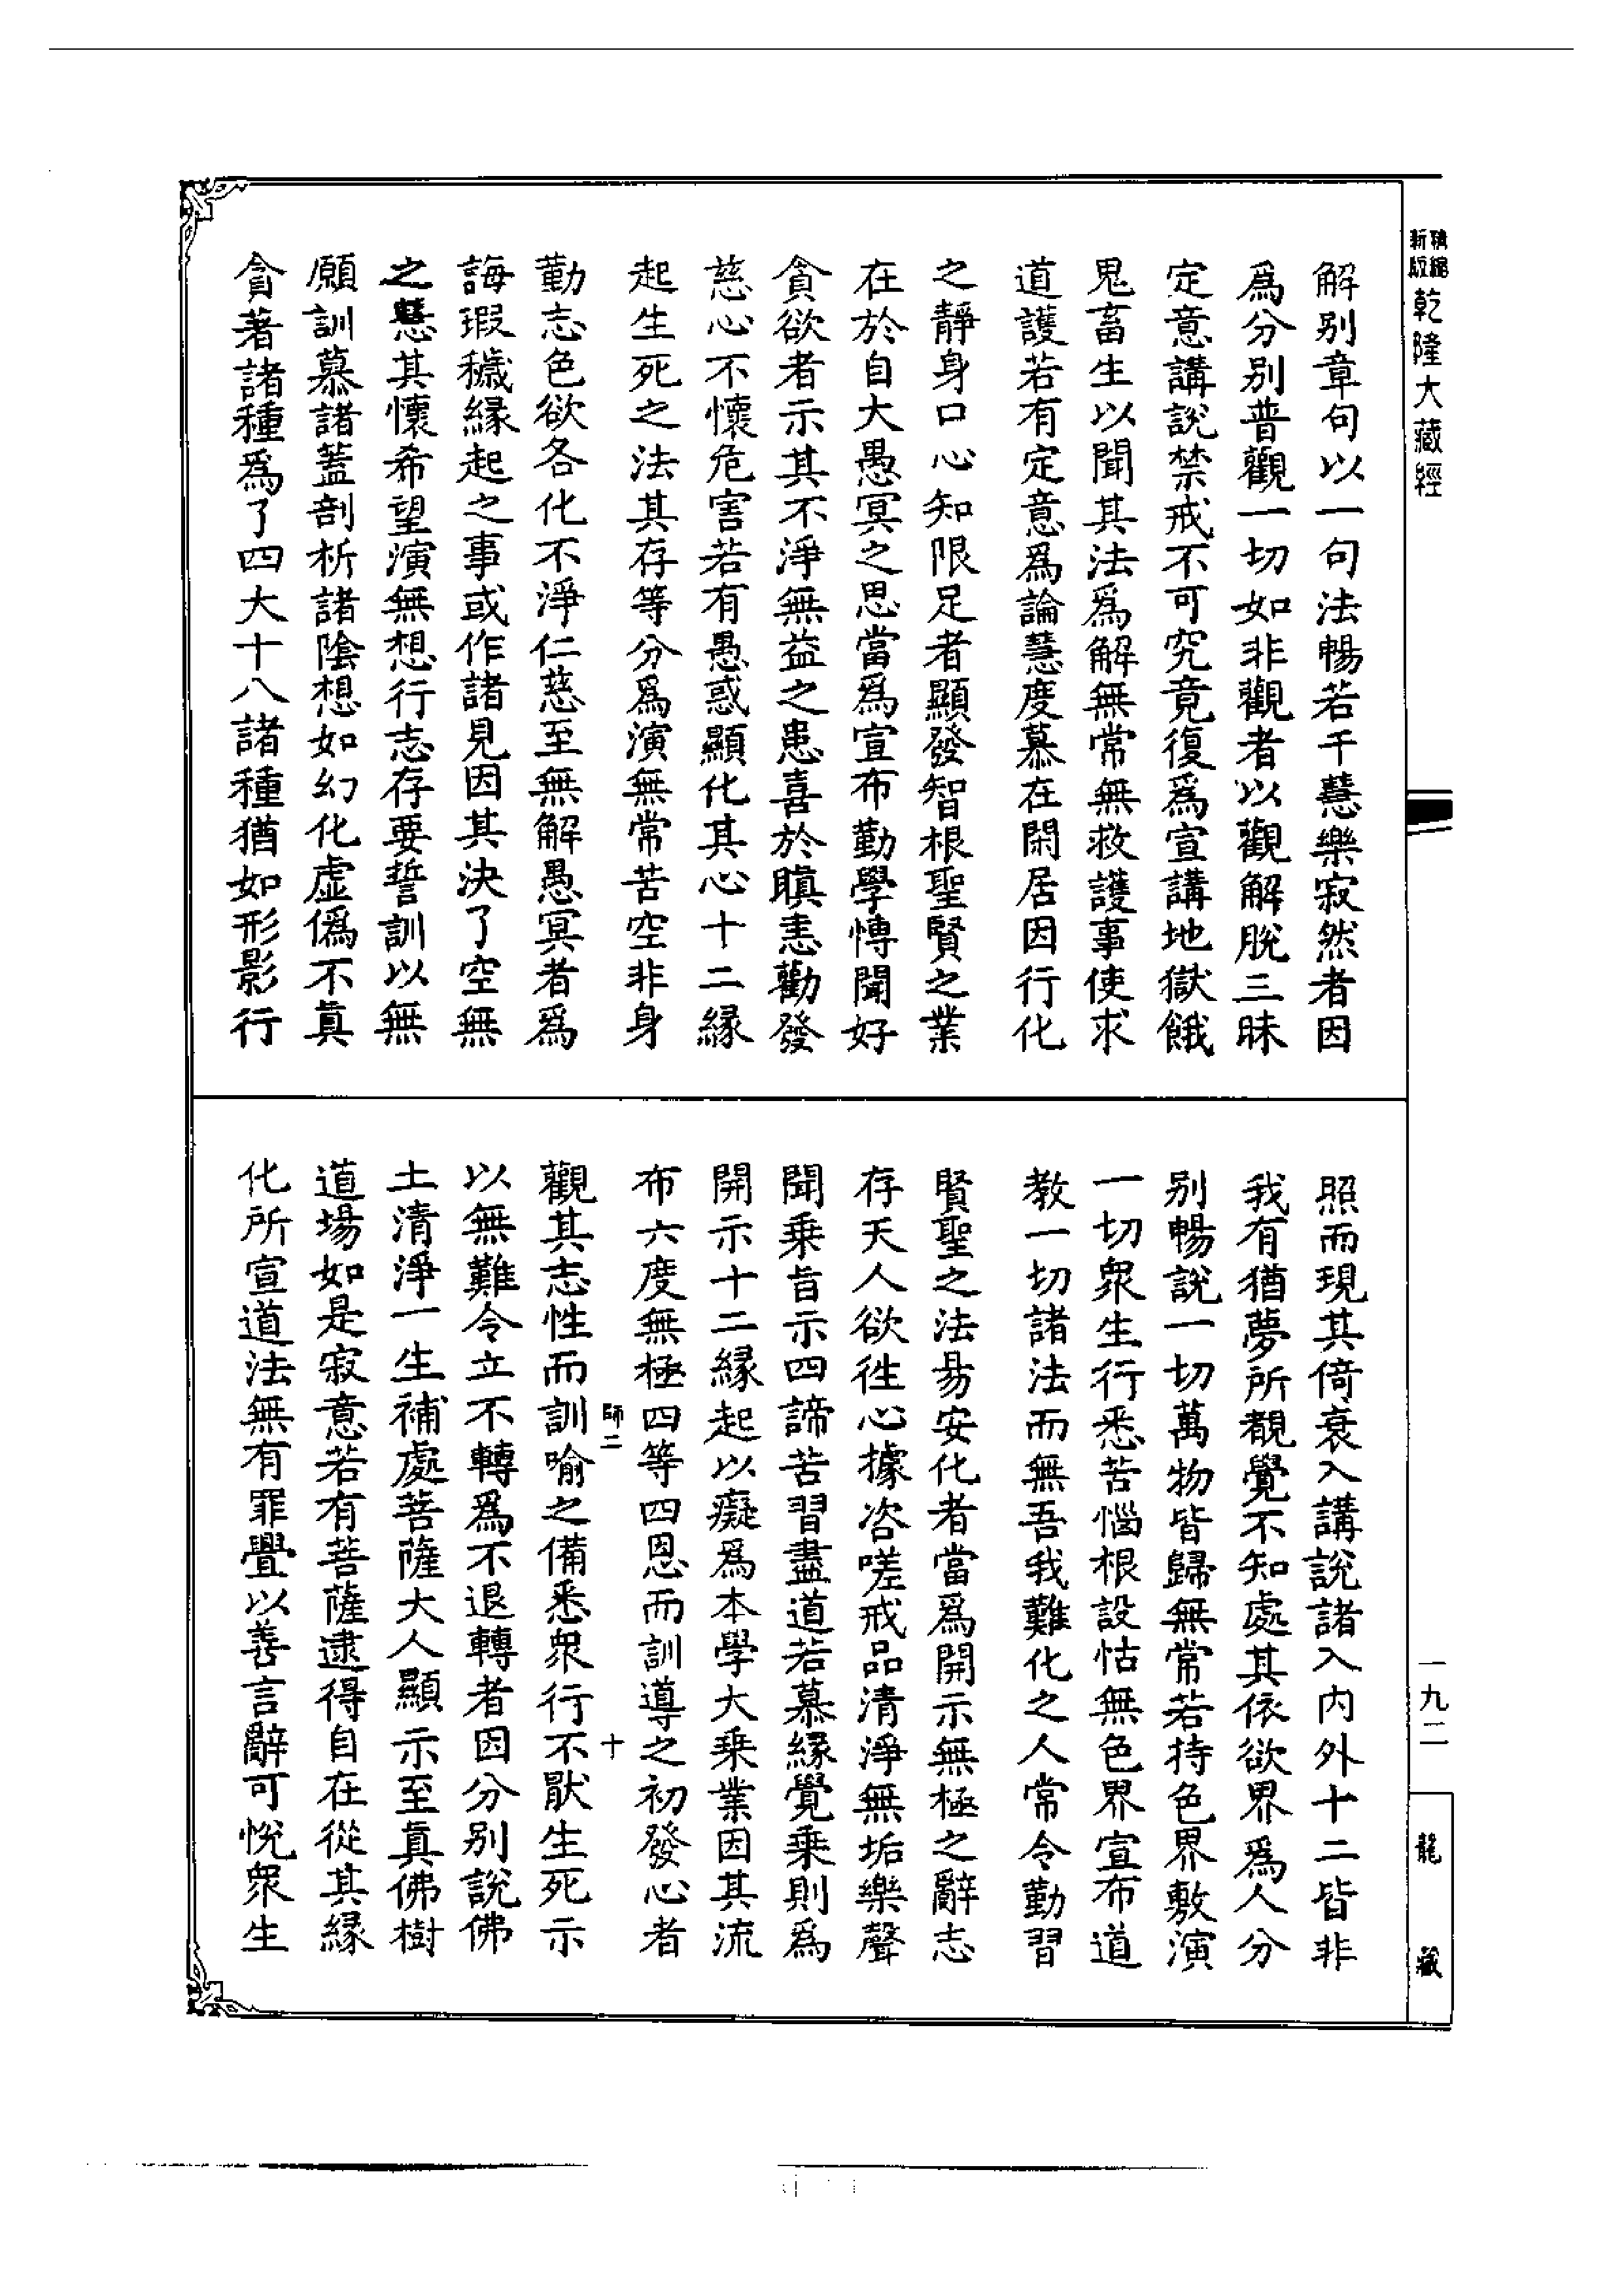 精縮新版乾隆大藏經
解别章句以一句法暢若干慧樂寂然者因
爲分别普觀一切如非觀者以觀解脫三昧
定意講說禁戒不可究竟復爲宣講地獄餓
鬼畜生以聞其法爲解無常無救護事使求
道護若有定意爲論慧度慕在閑居因行化
之靜身口心知限足者顯發智根聖賢之業
在於自大愚冥之思當爲宣布勤學愽聞好
貪欲者示其不淨無益之患喜於瞋恚勸發
慈心不懷危害若有愚惑顯化其心十二緣
起生死之法其存等分爲演無常苦空非身
勤志色欲各化不淨仁慈至無解愚冥者爲
誨瑕穢緣起之事或作諸見因其決了空無
之慧其懷希望演無想行志存要誓訓以無
願訓慕諸蓋剖析諸陰想如幻化虛僞不眞
貪著諸種爲了四大十八諸種猶如形影行
照而現其倚衰入講說諸入内外十二皆非
我有猶夢所覩覺不知處其依欲界爲人分
别暢說一切萬物皆歸無常若持色界敷演
一切衆生行悉苦惱根設怙無色界宣布道
教一切諸法而無吾我難化之人常令勤習
賢聖之法易安化者當爲開示無極之辭志
存天人欲徃心據咨嗟戒品清淨無垢樂聲
聞乗旨示四諦苦習盡道若慕緣覺乗則爲
開示十二緣起以癡爲本學大乗業因其流
布六度無極四等四恩而訓導之初發心者
師二 十
觀其志性而訓喻之備悉衆行不猒生死示
以無難令立不轉爲不退轉者因分别說佛
土清淨一生補處菩薩大人顯示至眞佛樹
道場如是寂意若有菩薩逮得自在從其緣
化所宣道法無有罪舋以善言辭可悅衆生
一九二
龍藏